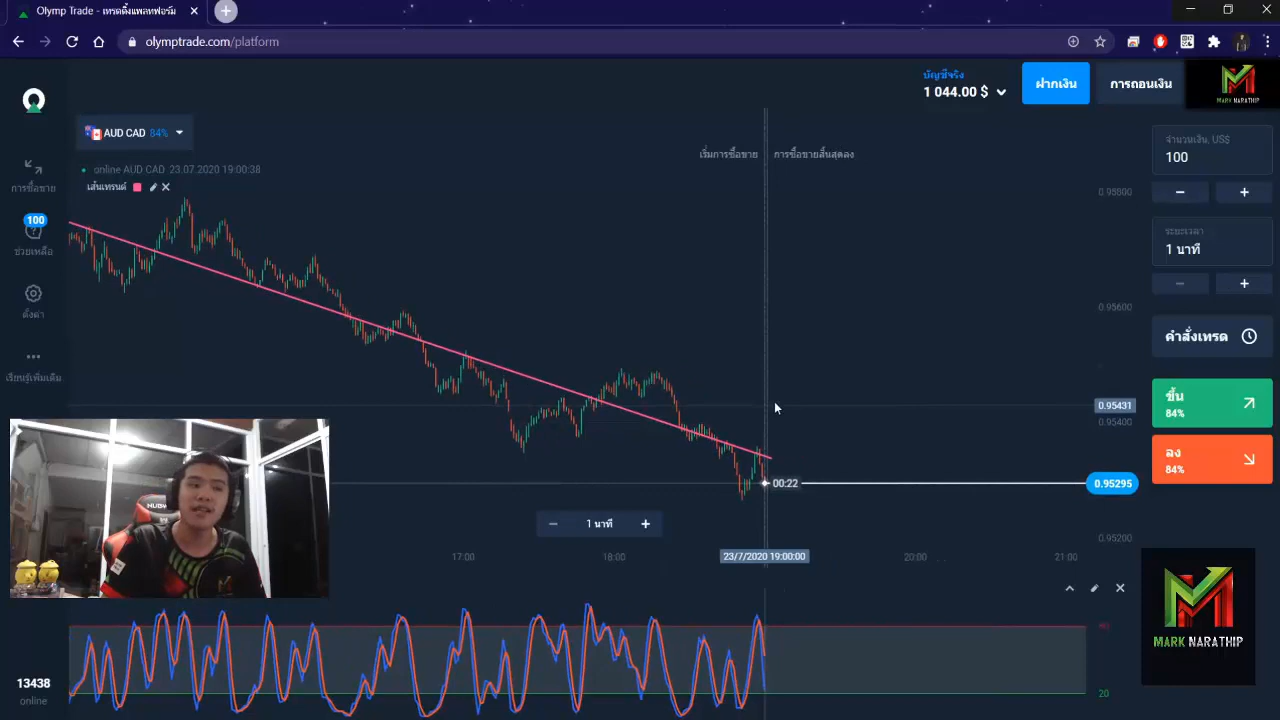 Olymp Trade - เทรดดิ้งแพลทฟอร์ม
olymptrade.com/platform
บัญชีจริง
1 044.00 $
ฝากเงิน
การถอนเงิน
MARK NARATHIP
AUD CAD 84%
online AUD CAD 23.07.2020 19:00:38
เส้นเทรนด์
เริ่มการซื้อขาย
การซื้อขายสิ้นสุดลง
การซื้อขาย
100
ช่วยเหลือ
ตั้งค่า
เรียนรู้เพิ่มเติม
จำนวนเงิน, US$
100
ระยะเวลา
1 นาที
คำสั่งเทรด
ขึ้น
84%
ลง
84%
0.95800
0.95600
0.95431
0.95400
0.95295
0.95200
00:22
1 นาที
17:00
18:00
23/7/2020 19:00:00
20:00
21:00
20
MARK NARATHIP
13438
online